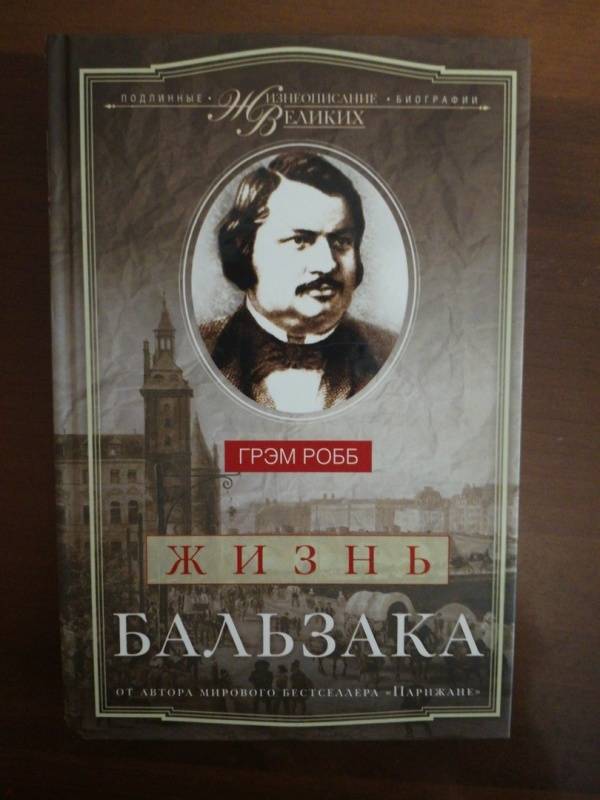 ПОДЛИННЫЕ • ЖИЗНЕОПИСАНИЕ • БИОГРАФИИ
ВЕЛИКИХ
ГРЭМ РОББ
ЖИЗНЬ
БАЛЬЗАКА
ОТ АВТОРА МИРОВОГО БЕСТСЕЛЛЕРА «ПАРИЖАНЕ»